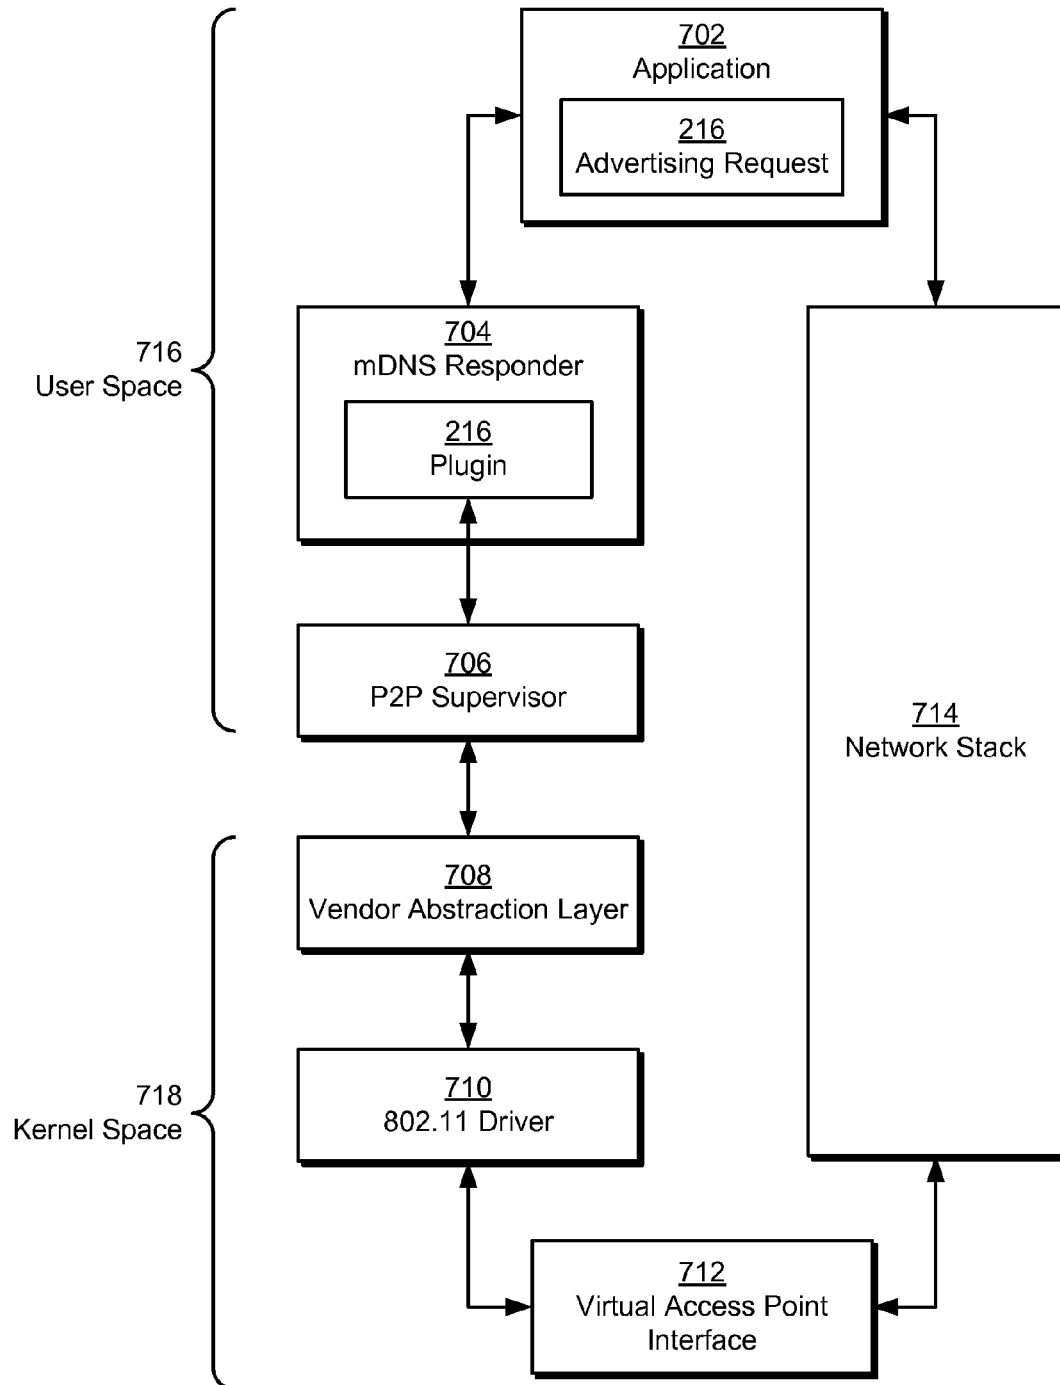 702
Application
216
Advertising Request
704
mDNS Responder
216
Plugin
716
User Space
706
P2P Supervisor
714
Network Stack
708
Vendor Abstraction Layer
710
802.11 Driver
718
Kernel Space
712
Virtual Access Point
Interface